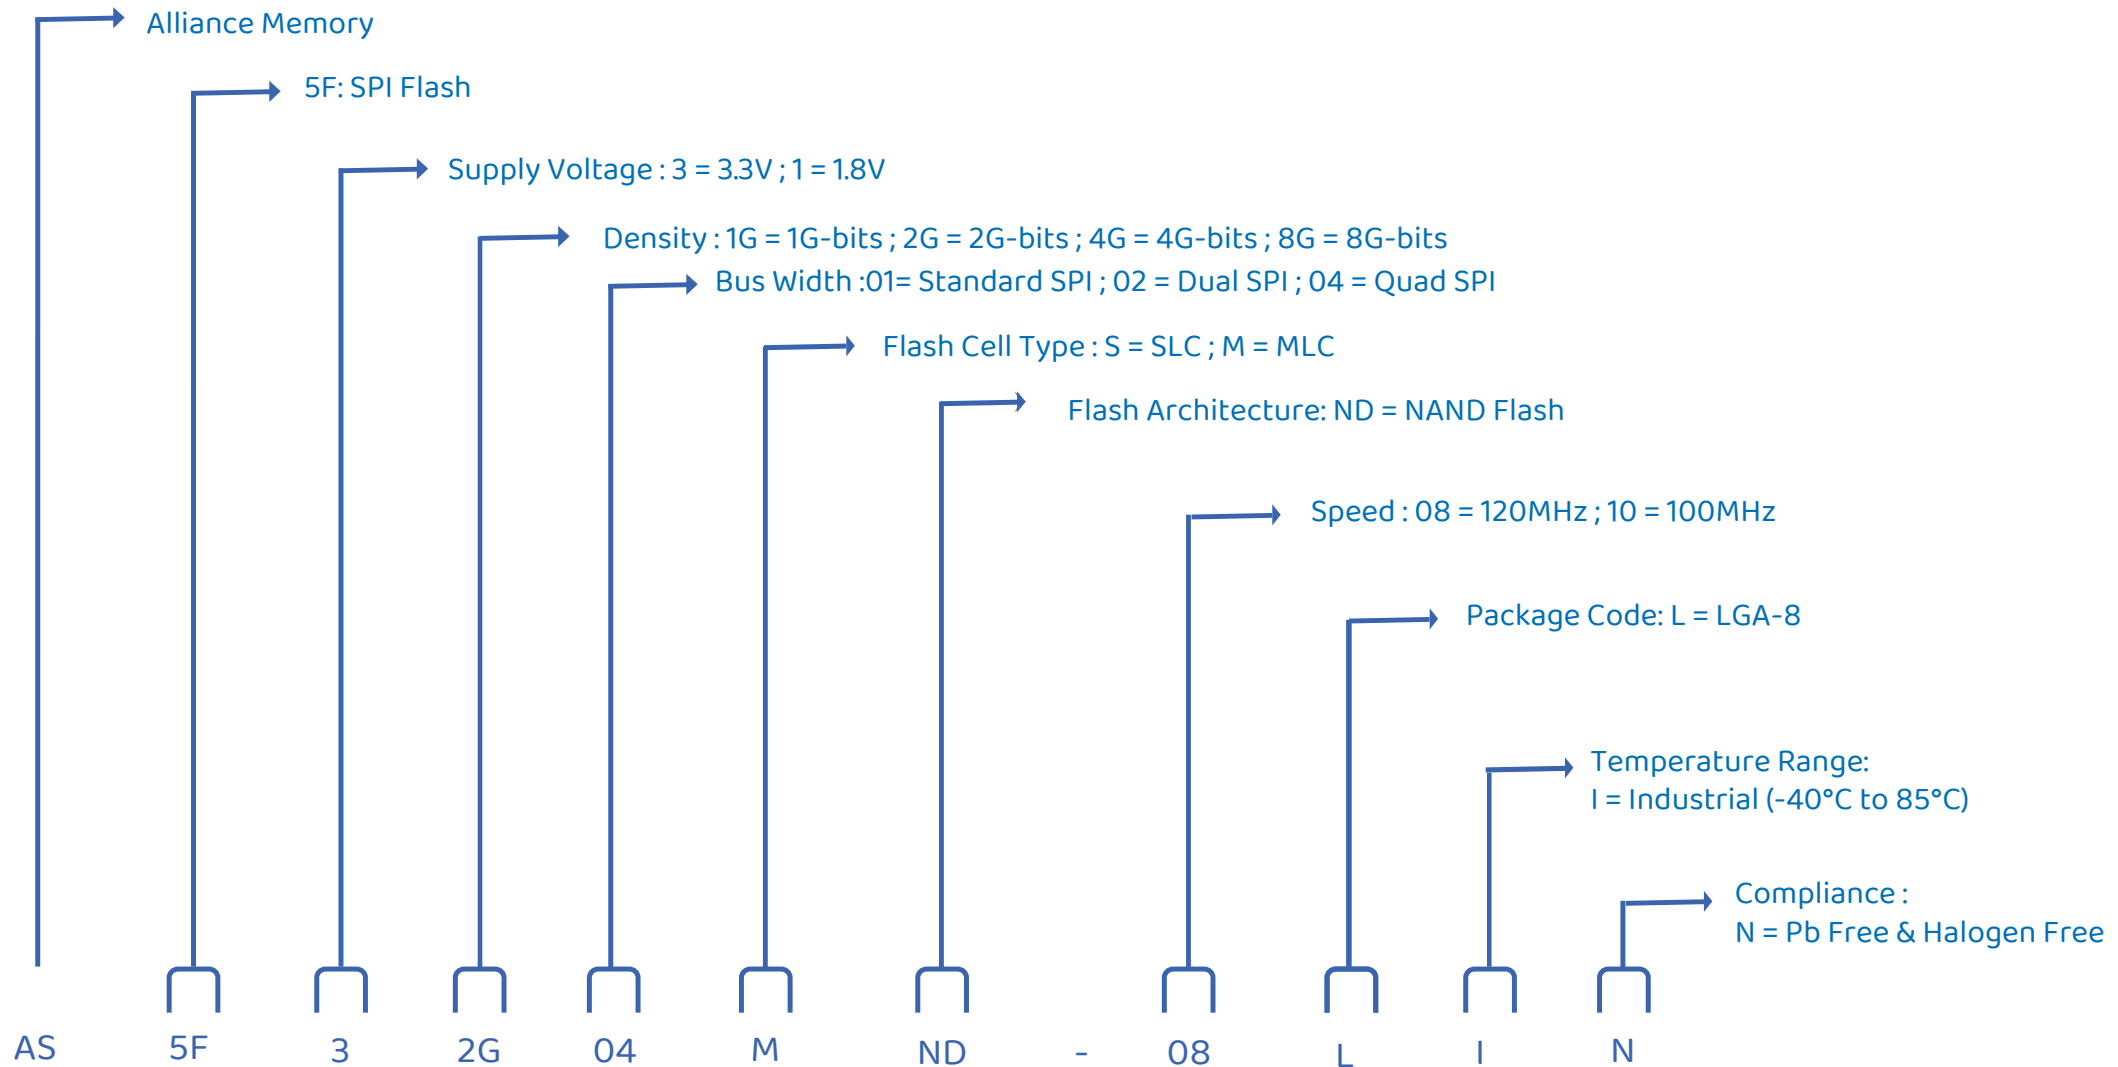 Alliance Memory
5F: SPI Flash
Supply Voltage : 3 = 3.3V ; 1 = 1.8V
Density : 1G = 1G-bits ; 2G = 2G-bits ; 4G = 4G-bits ; 8G = 8G-bits
Bus Width :01= Standard SPI ; 02 = Dual SPI ; 04 = Quad SPI
Flash Cell Type : S = SLC ; M = MLC
Flash Architecture: ND = NAND Flash
Speed : 08 = 120MHz ; 10 = 100MHz
Package Code: L = LGA-8
Temperature Range:
I = Industrial (-40°C to 85°C)
Compliance :
N = Pb Free & Halogen Free
AS 5F 3 2G 04 M ND - 08 L I N